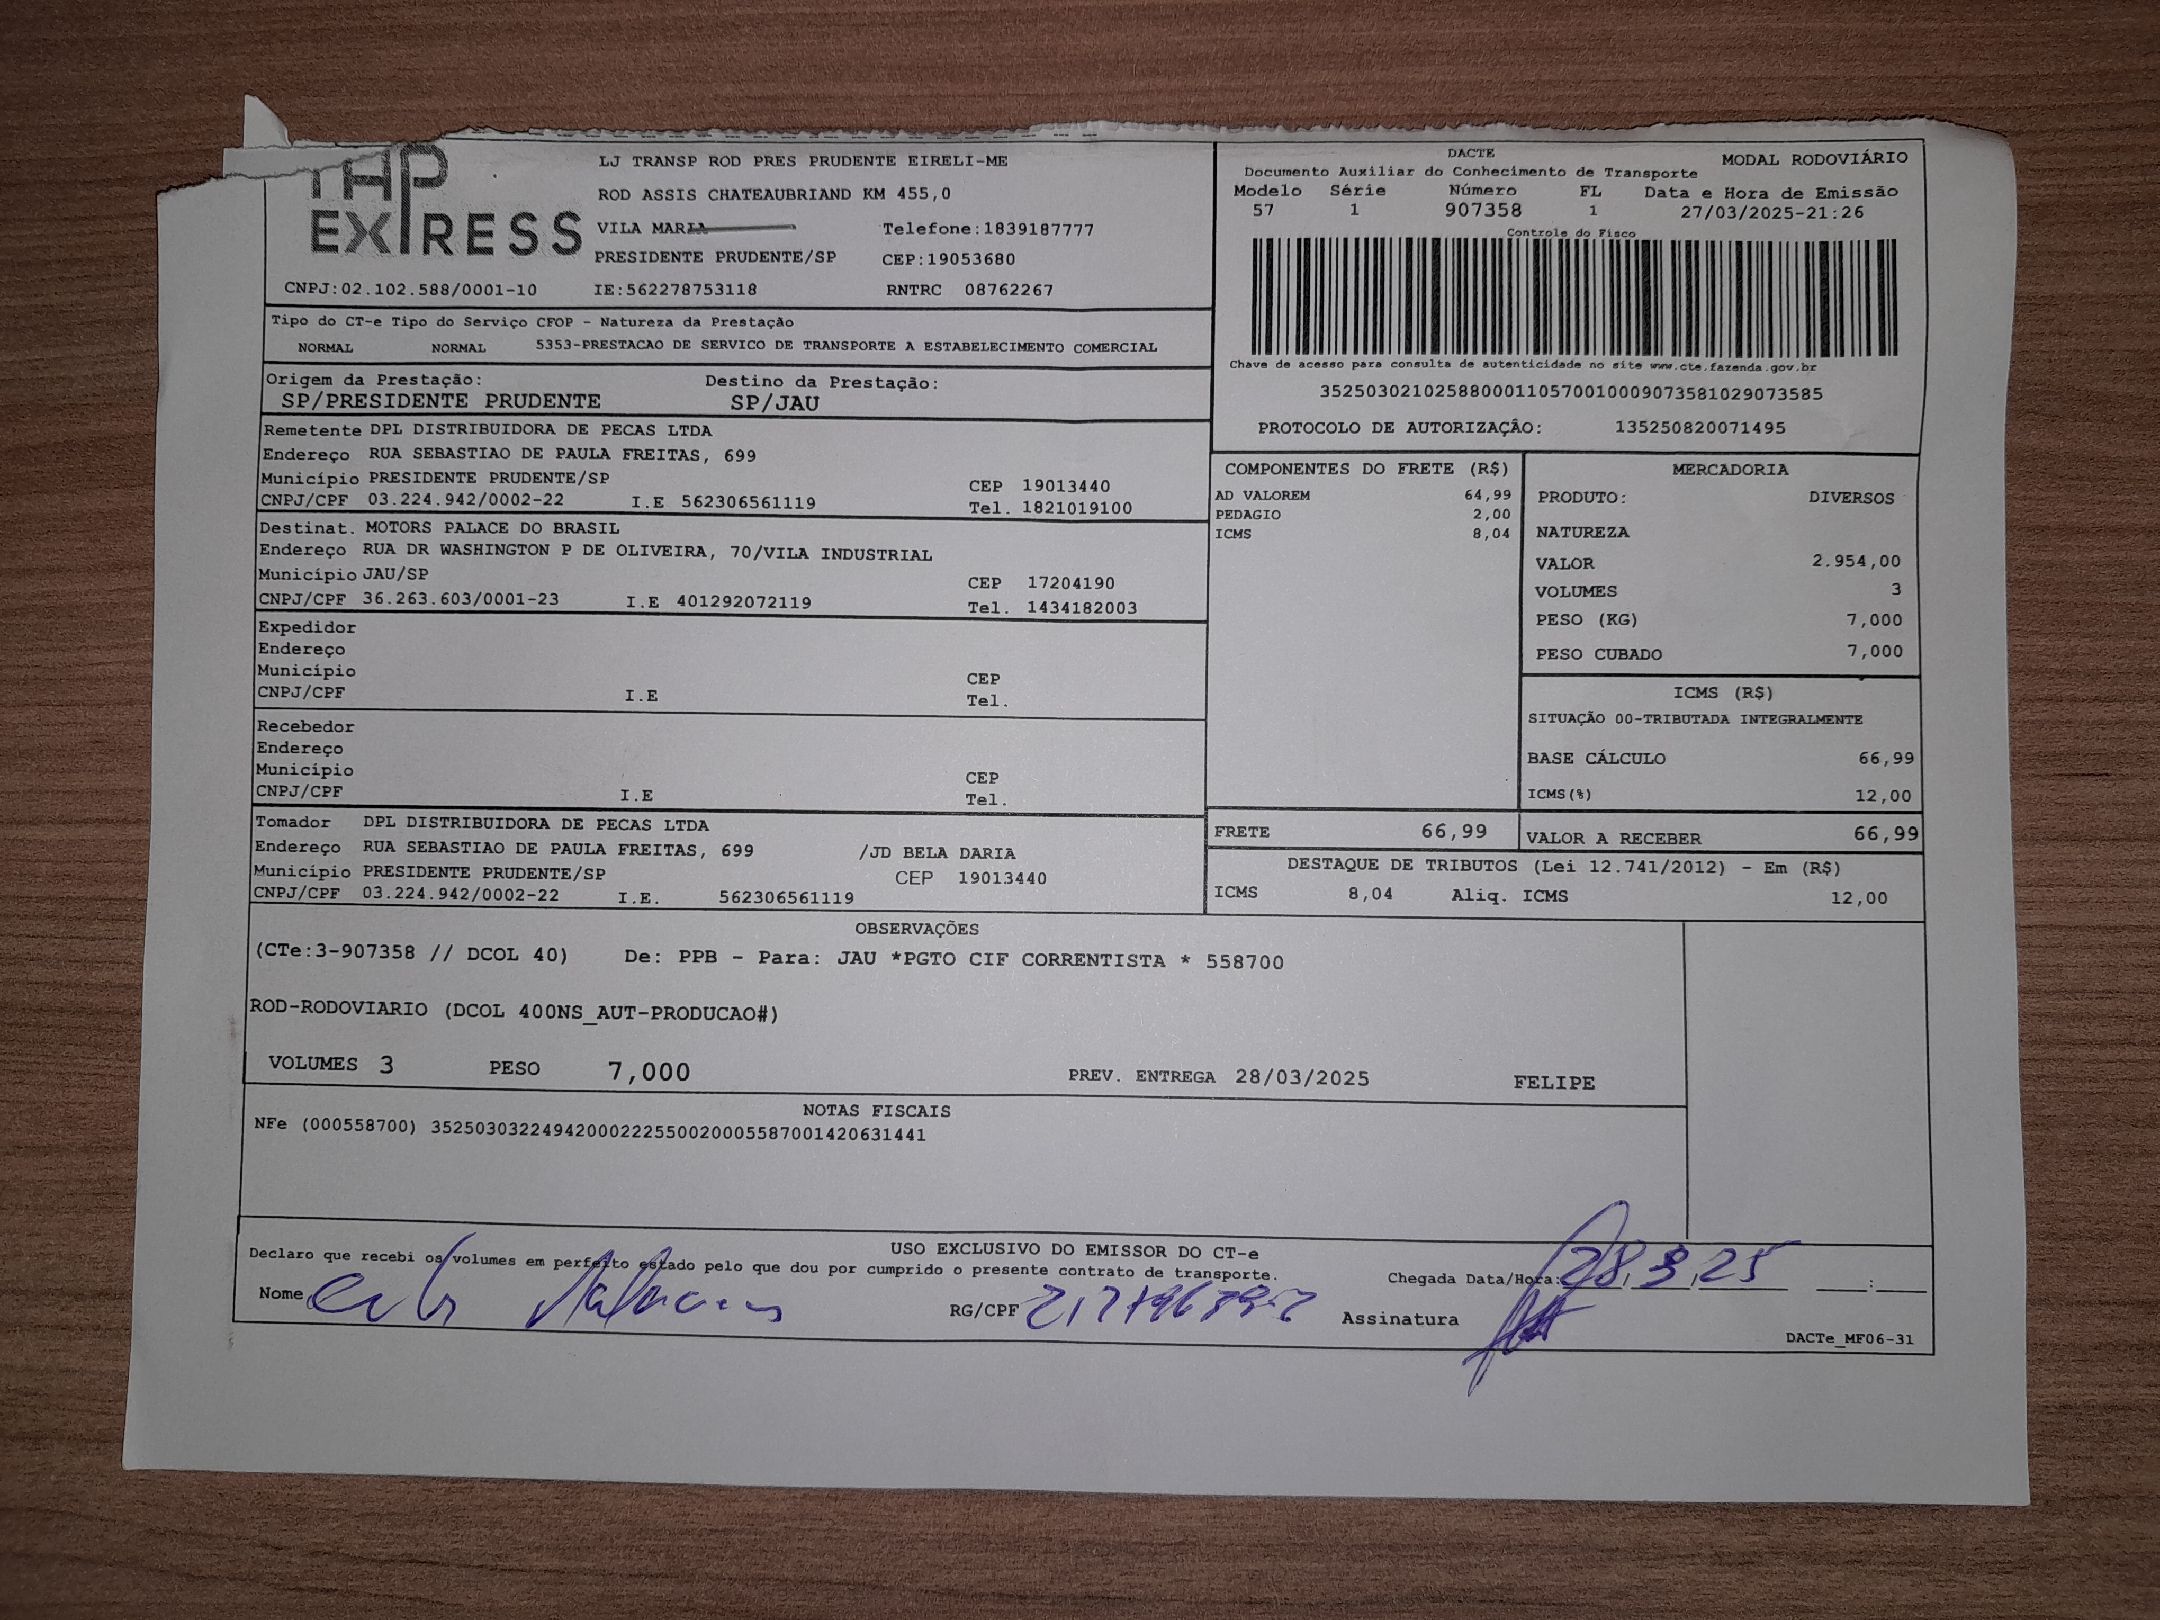 THP
EXPRESS
LJ TRANSP ROD PRES PRUDENTE EIRELI-ME
ROD ASSIS CHATEAUBRIAND KM 455,0
VILA MARIA Telefone:1839187777
PRESIDENTE PRUDENTE/SP CEP:19053680
CNPJ:02.102.588/0001-10 IE:562278753118 RNTRC 08762267
DACTE MODAL RODOVIÁRIO
Documento Auxiliar do Conhecimento de Transporte
Modelo Série Número FL Data e Hora de Emissão
57 1 907358 1 27/03/2025-21:26
Controle do Fisco
Chave de acesso para consulta de autenticidade no site www.cte.fazenda.gov.br
35250302102588000110570010009073581029073585
PROTOCOLO DE AUTORIZAÇÃO: 135250820071495
Tipo do CT-e Tipo do Serviço CFOP - Natureza da Prestação
NORMAL NORMAL 5353-PRESTACAO DE SERVICO DE TRANSPORTE A ESTABELECIMENTO COMERCIAL
Origem da Prestação: Destino da Prestação:
SP/PRESIDENTE PRUDENTE SP/JAU
Remetente DPL DISTRIBUIDORA DE PECAS LTDA
Endereço RUA SEBASTIAO DE PAULA FREITAS, 699
Município PRESIDENTE PRUDENTE/SP CEP 19013440
CNPJ/CPF 03.224.942/0002-22 I.E 562306561119 Tel. 1821019100
Destinat. MOTORS PALACE DO BRASIL
Endereço RUA DR WASHINGTON P DE OLIVEIRA, 70/VILA INDUSTRIAL
Município JAU/SP CEP 17204190
CNPJ/CPF 36.263.603/0001-23 I.E 401292072119 Tel. 1434182003
Expedidor
Endereço
Município CEP
CNPJ/CPF I.E Tel.
Recebedor
Endereço
Município CEP
CNPJ/CPF I.E Tel.
Tomador DPL DISTRIBUIDORA DE PECAS LTDA
Endereço RUA SEBASTIAO DE PAULA FREITAS, 699 /JD BELA DARIA
Município PRESIDENTE PRUDENTE/SP CEP 19013440
CNPJ/CPF 03.224.942/0002-22 I.E. 562306561119
COMPONENTES DO FRETE (R$)
AD VALOREM 64,99
PEDAGIO 2,00
ICMS 8,04
MERCADORIA
PRODUTO: DIVERSOS
NATUREZA
VALOR 2.954,00
VOLUMES 3
PESO (KG) 7,000
PESO CUBADO 7,000
ICMS (R$)
SITUAÇÃO 00-TRIBUTADA INTEGRALMENTE
BASE CÁLCULO 66,99
ICMS(%) 12,00
FRETE 66,99 VALOR A RECEBER 66,99
DESTAQUE DE TRIBUTOS (Lei 12.741/2012) - Em (R$)
ICMS 8,04 Aliq. ICMS 12,00
OBSERVAÇÕES
(CTe:3-907358 // DCOL 40) De: PPB - Para: JAU *PGTO CIF CORRENTISTA * 558700
ROD-RODOVIARIO (DCOL 400NS_AUT-PRODUCAO#)
VOLUMES 3 PESO 7,000 PREV. ENTREGA 28/03/2025 FELIPE
NOTAS FISCAIS
NFe (000558700) 35250303224942000222550020005587001420631441
USO EXCLUSIVO DO EMISSOR DO CT-e
Declaro que recebi os volumes em perfeito estado pelo que dou por cumprido o presente contrato de transporte.
Chegada Data/Hora: 28,3,25 :
Nome RG/CPF Assinatura
DACTe_MF06-31